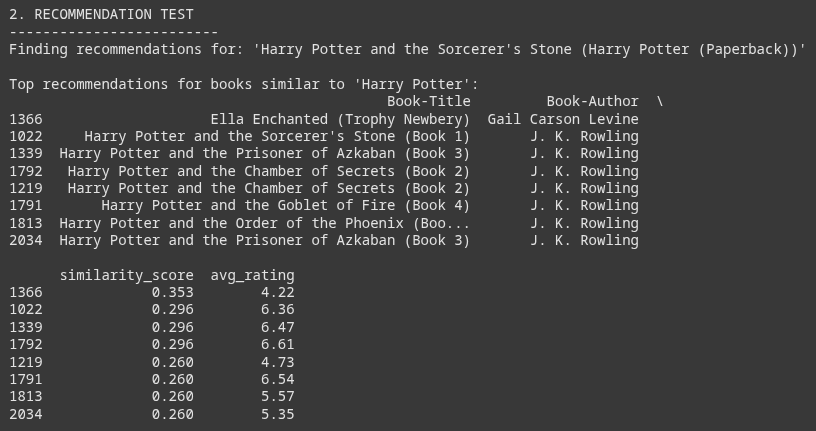 2. RECOMMENDATION TEST
-------------------------
Finding recommendations for: 'Harry Potter and the Sorcerer's Stone (Harry Potter (Paperback))'

Top recommendations for books similar to 'Harry Potter':
                                             Book-Title         Book-Author  \
1366                    Ella Enchanted (Trophy Newbery)  Gail Carson Levine
1022     Harry Potter and the Sorcerer's Stone (Book 1)       J. K. Rowling
1339  Harry Potter and the Prisoner of Azkaban (Book 3)       J. K. Rowling
1792   Harry Potter and the Chamber of Secrets (Book 2)       J. K. Rowling
1219   Harry Potter and the Chamber of Secrets (Book 2)       J. K. Rowling
1791       Harry Potter and the Goblet of Fire (Book 4)       J. K. Rowling
1813  Harry Potter and the Order of the Phoenix (Boo...       J. K. Rowling
2034  Harry Potter and the Prisoner of Azkaban (Book 3)       J. K. Rowling

      similarity_score  avg_rating
1366             0.353        4.22
1022             0.296        6.36
1339             0.296        6.47
1792             0.296        6.61
1219             0.260        4.73
1791             0.260        6.54
1813             0.260        5.57
2034             0.260        5.35